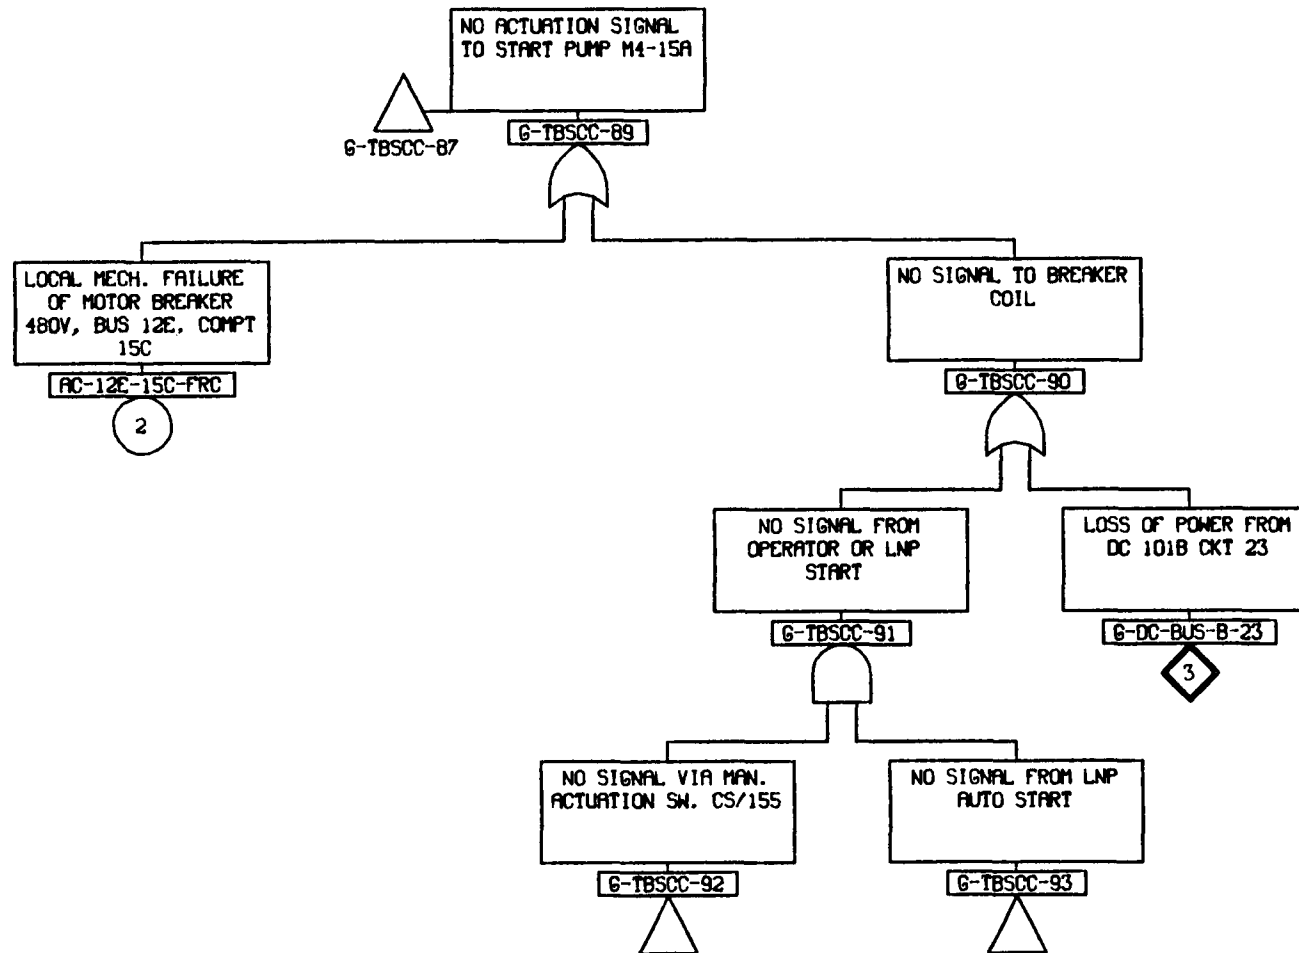 NO ACTUATION SIGNAL
TO START PUMP M4-15A
G-TBSCC-87
G-TBSCC-89
LOCAL MECH. FAILURE
OF MOTOR BREAKER
480V, BUS 12E, COMPT
15C
AC-12E-15C-FRC
2
NO SIGNAL TO BREAKER
COIL
G-TBSCC-90
NO SIGNAL FROM
OPERATOR OR LNP
START
G-TBSCC-91
LOSS OF POWER FROM
DC 101B CKT 23
G-DC-BUS-B-23
3
NO SIGNAL VIA MAN.
ACTUATION SW. CS/155
G-TBSCC-92
NO SIGNAL FROM LNP
AUTO START
G-TBSCC-93